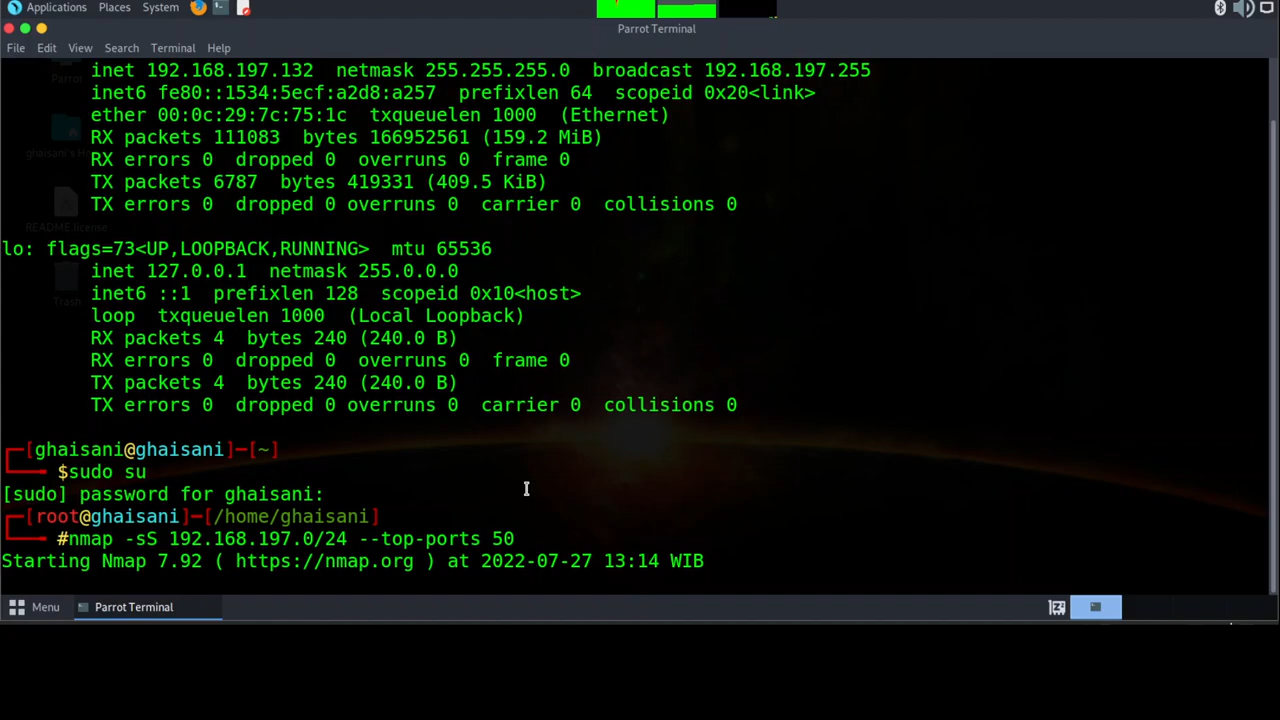 Applications Places System
Parrot Terminal
File Edit View Search Terminal Help
Parrot
inet 192.168.197.132 netmask 255.255.255.0 broadcast 192.168.197.255
inet6 fe80::1534:5ecf:a2d8:a257 prefixlen 64 scopeid 0x20<link>
ether 00:0c:29:7c:75:1c txqueuelen 1000 (Ethernet)
RX packets 111083 bytes 166952561 (159.2 MiB)
ghaisani's H
RX errors 0 dropped 0 overruns 0 frame 0
TX packets 6787 bytes 419331 (409.5 KiB)
TX errors 0 dropped 0 overruns 0 carrier 0 collisions 0
README.license
lo: flags=73<UP,LOOPBACK,RUNNING> mtu 65536
inet 127.0.0.1 netmask 255.0.0.0
inet6 ::1 prefixlen 128 scopeid 0x10<host>
Trash
loop txqueuelen 1000 (Local Loopback)
RX packets 4 bytes 240 (240.0 B)
RX errors 0 dropped 0 overruns 0 frame 0
TX packets 4 bytes 240 (240.0 B)
TX errors 0 dropped 0 overruns 0 carrier 0 collisions 0
┌─[ghaisani@ghaisani]─[~]
└──╼ $sudo su
[sudo] password for ghaisani:
┌─[root@ghaisani]─[/home/ghaisani]
└──╼ #nmap -sS 192.168.197.0/24 --top-ports 50
Starting Nmap 7.92 ( https://nmap.org ) at 2022-07-27 13:14 WIB
Menu Parrot Terminal